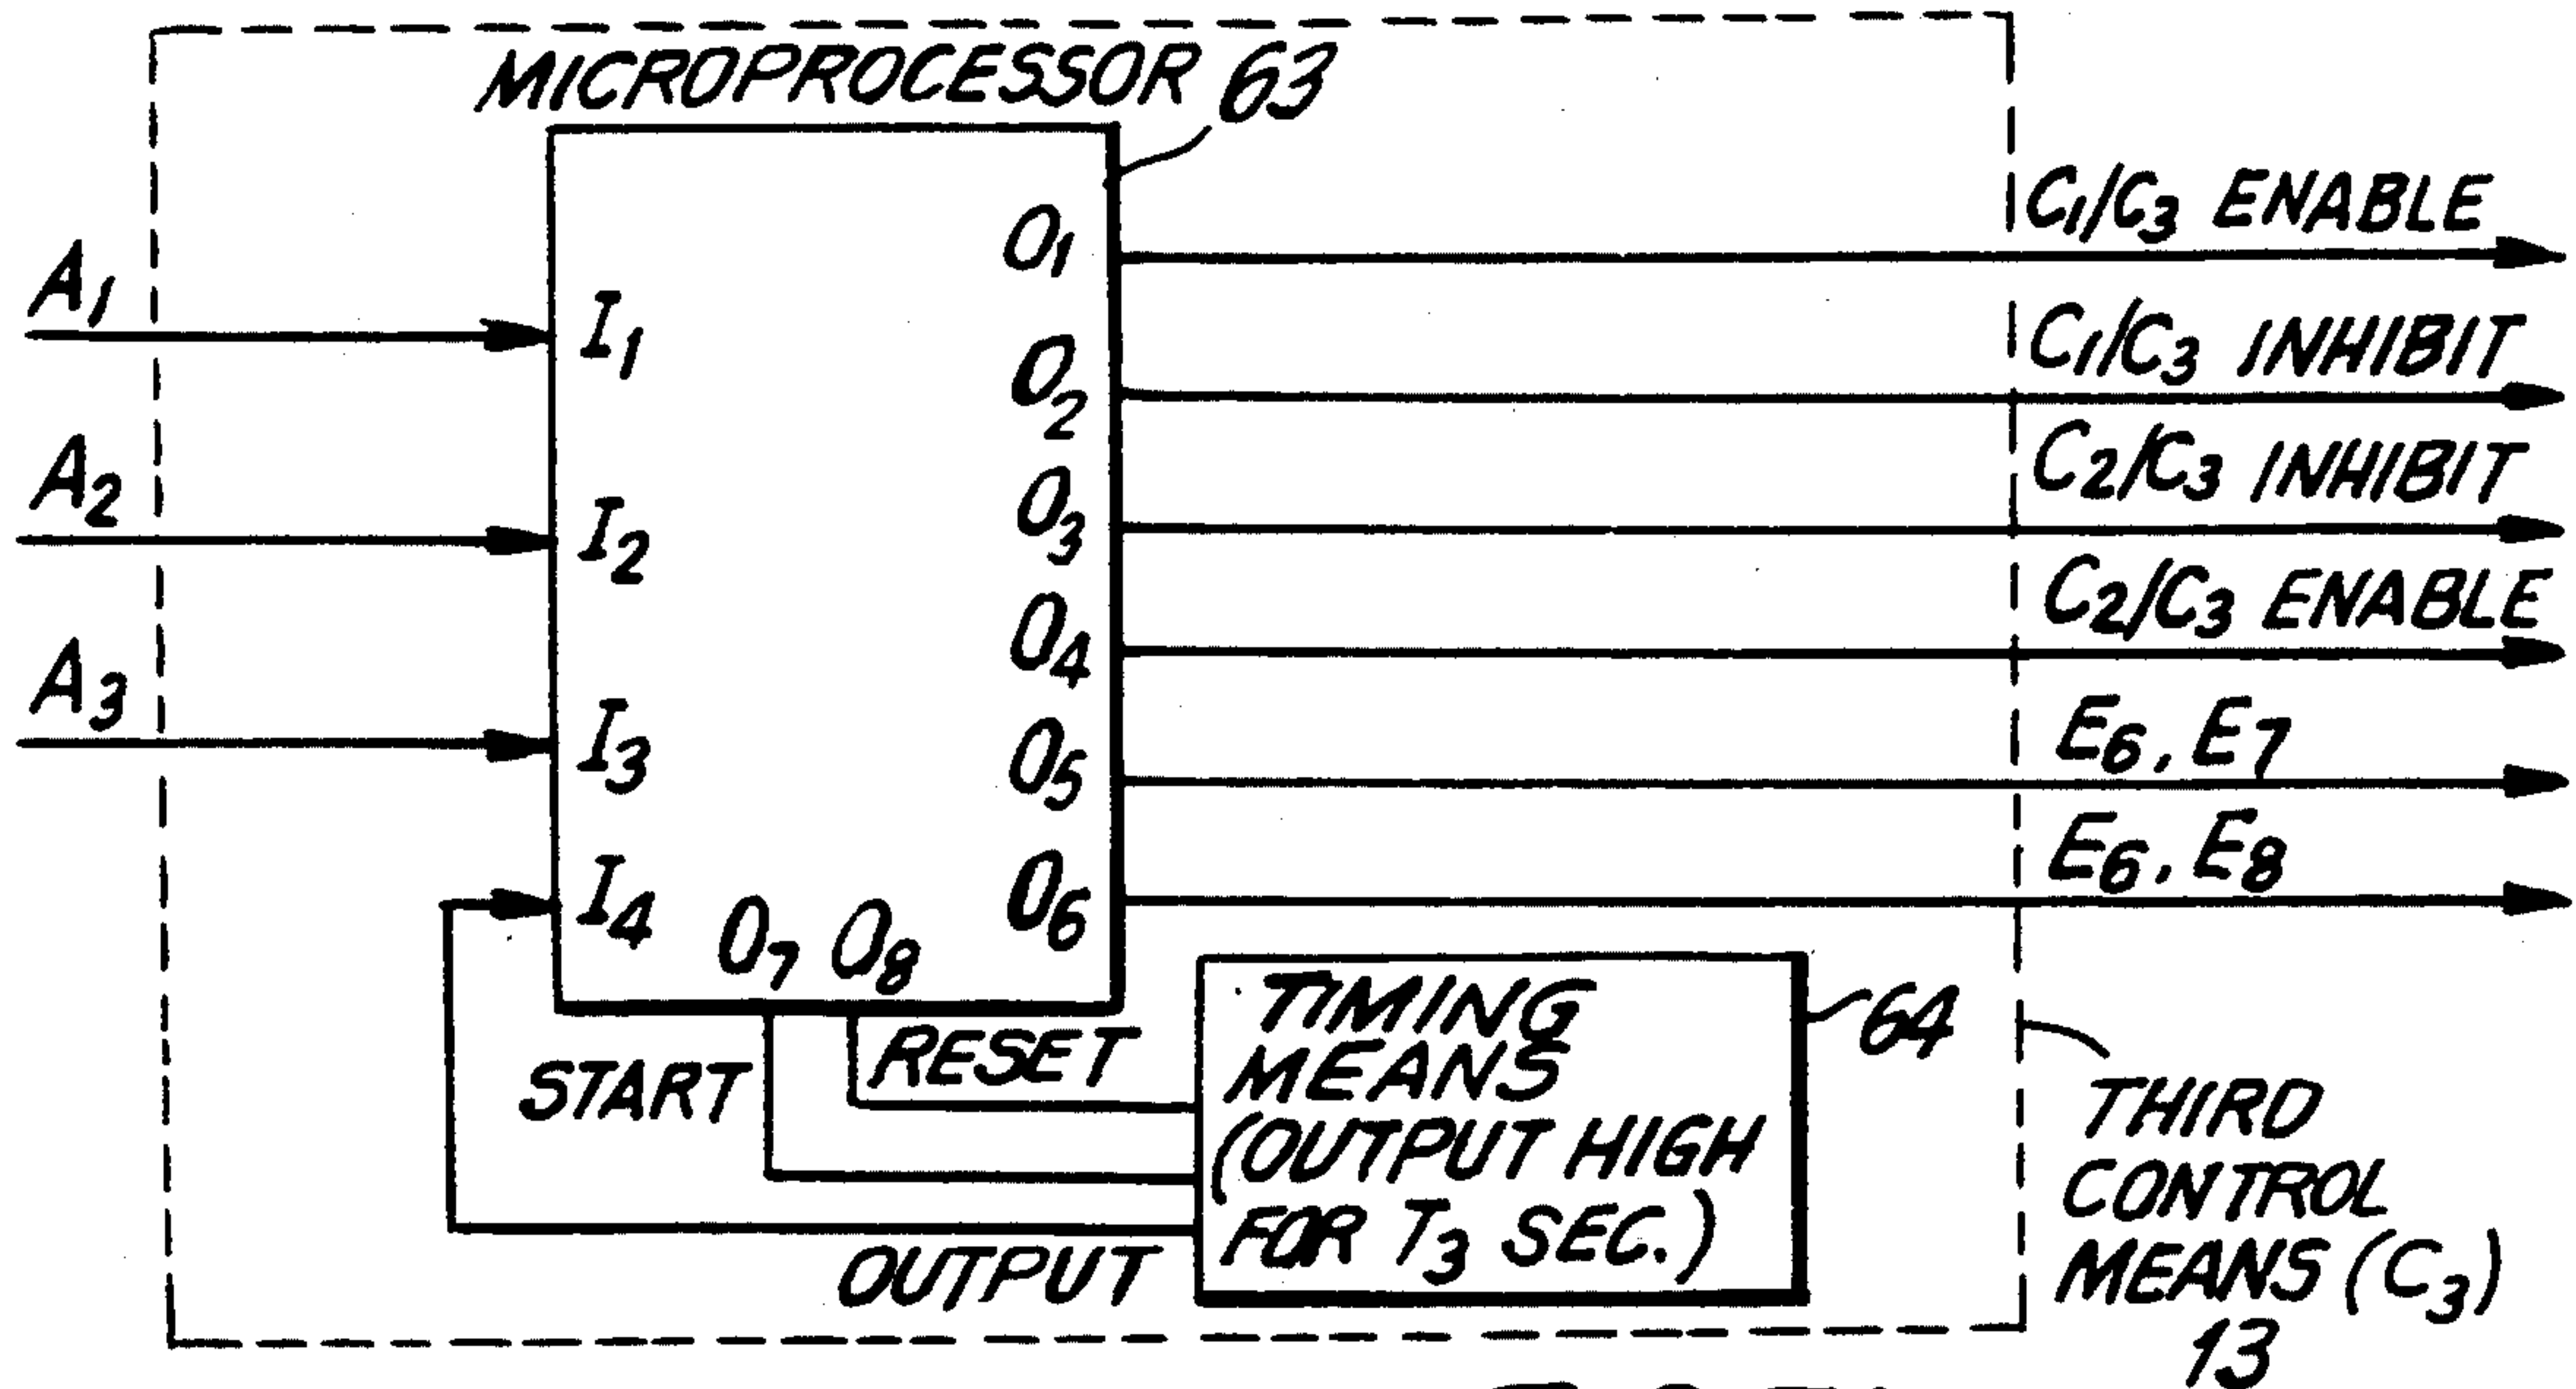 MICROPROCESSOR 63
A1
A2
A3
I1
I2
I3
I4
O1
O2
O3
O4
O5
O6
O7 O8
C1/C3 ENABLE
C1/C3 INHIBIT
C2/C3 INHIBIT
C2/C3 ENABLE
E6, E7
E6, E8
START
RESET
OUTPUT
TIMING
MEANS
(OUTPUT HIGH
FOR T3 SEC.)
64
THIRD
CONTROL
MEANS (C3)
13